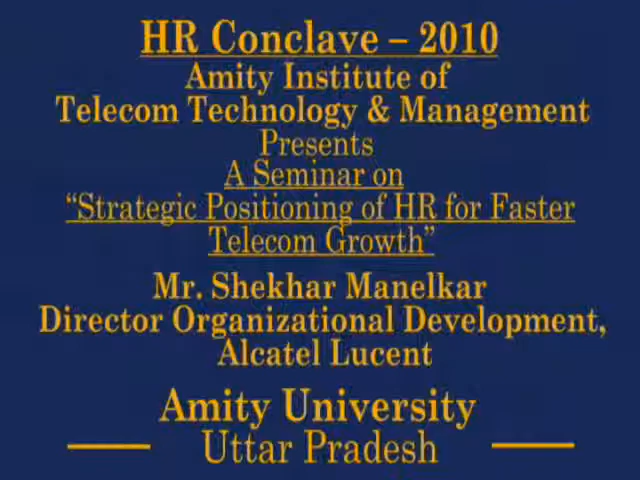 HR Conclave – 2010
Amity Institute of
Telecom Technology & Management
Presents
A Seminar on
“Strategic Positioning of HR for Faster
Telecom Growth”
Mr. Shekhar Manelkar
Director Organizational Development,
Alcatel Lucent
Amity University
Uttar Pradesh